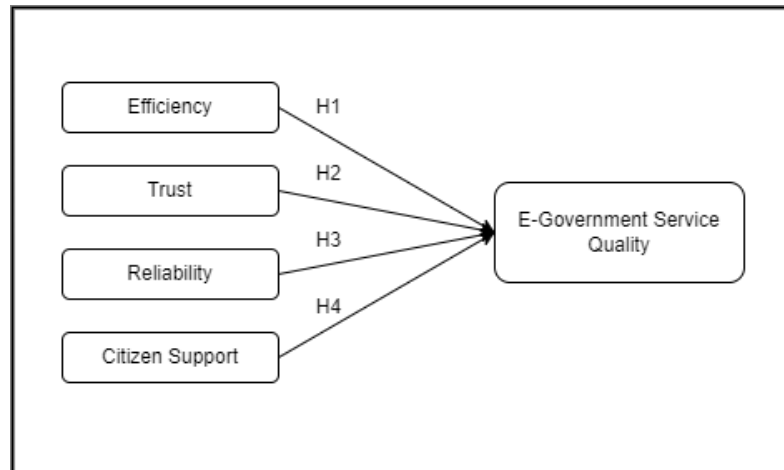 Efficiency
H1
Trust
H2
Reliability
H3
Citizen Support
H4
E-Government Service
Quality